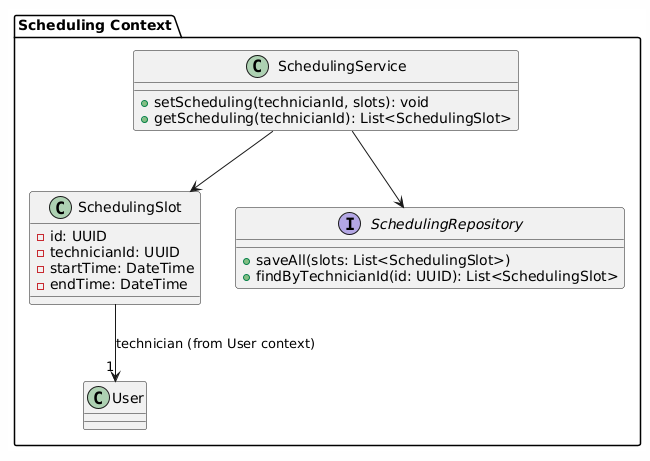 Scheduling Context
C SchedulingService
setScheduling(technicianId, slots): void
getScheduling(technicianId): List<SchedulingSlot>
C SchedulingSlot
id: UUID
technicianId: UUID
startTime: DateTime
endTime: DateTime
I SchedulingRepository
saveAll(slots: List<SchedulingSlot>)
findByTechnicianId(id: UUID): List<SchedulingSlot>
technician (from User context)
1
C User